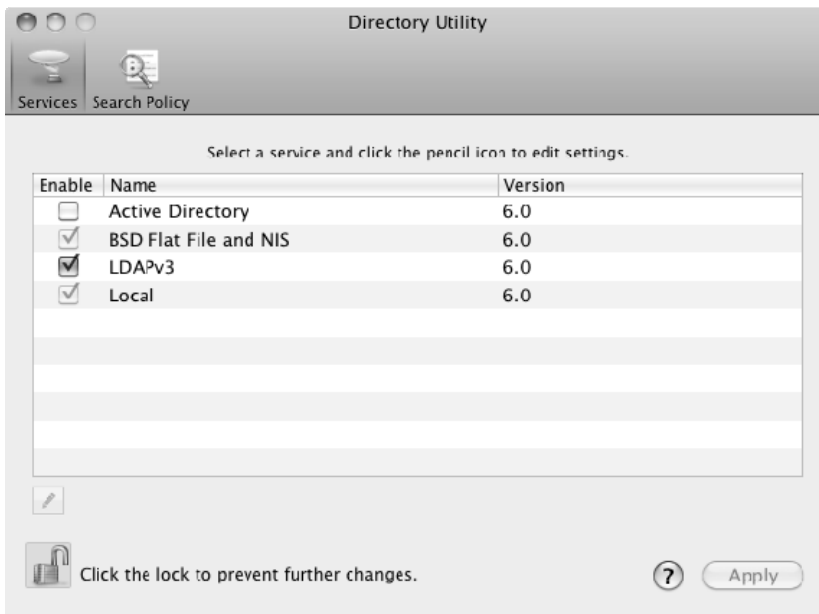 Directory Utility
Services Search Policy
Select a service and click the pencil icon to edit settings.
Enable Name Version
Active Directory 6.0
BSD Flat File and NIS 6.0
LDAPv3 6.0
Local 6.0
Click the lock to prevent further changes. ? Apply